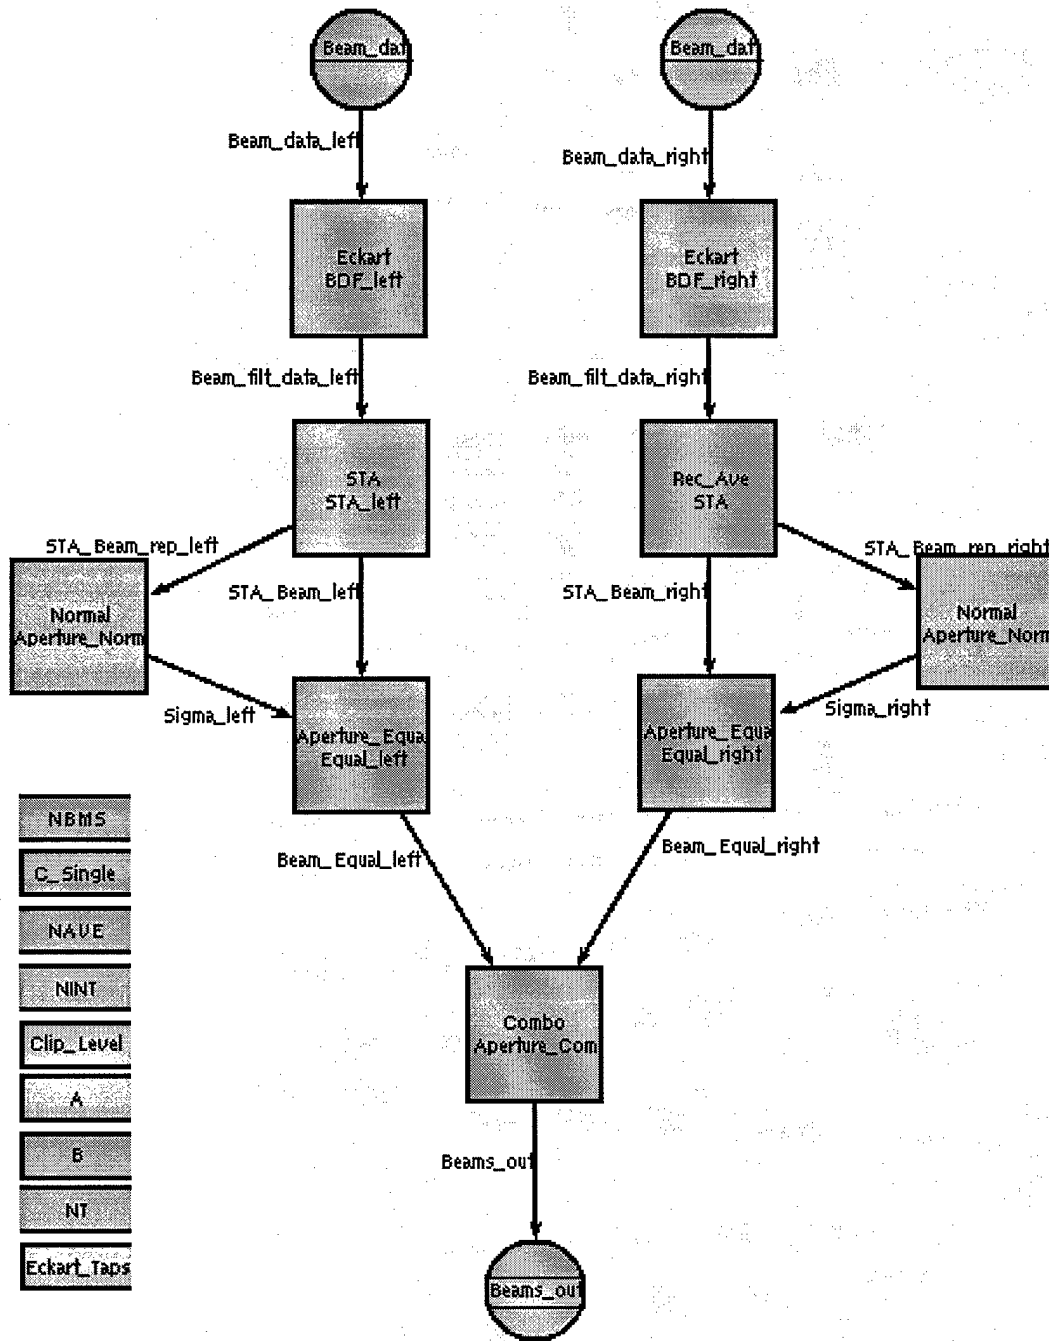 Beam_dat
Beam_dat
Beam_data_left
Beam_data_right
Eckart
BDF_left
Eckart
BDF_right
Beam_filt_data_left
Beam_filt_data_right
STA
STA_left
Rec_Ave
STA
STA_Beam_rep_left
STA_Beam_rep_right
STA_Beam_left
STA_Beam_right
Normal
Aperture_Norm
Normal
Aperture_Norm
Sigma_left
Sigma_right
Aperture_Equa
Equal_left
Aperture_Equa
Equal_right
NBMS
C_Single
NAVE
NINT
Clip_Level
A
B
NT
Eckart_Taps
Beam_Equal_left
Beam_Equal_right
Combo
Aperture_Com
Beams_out
Beams_out